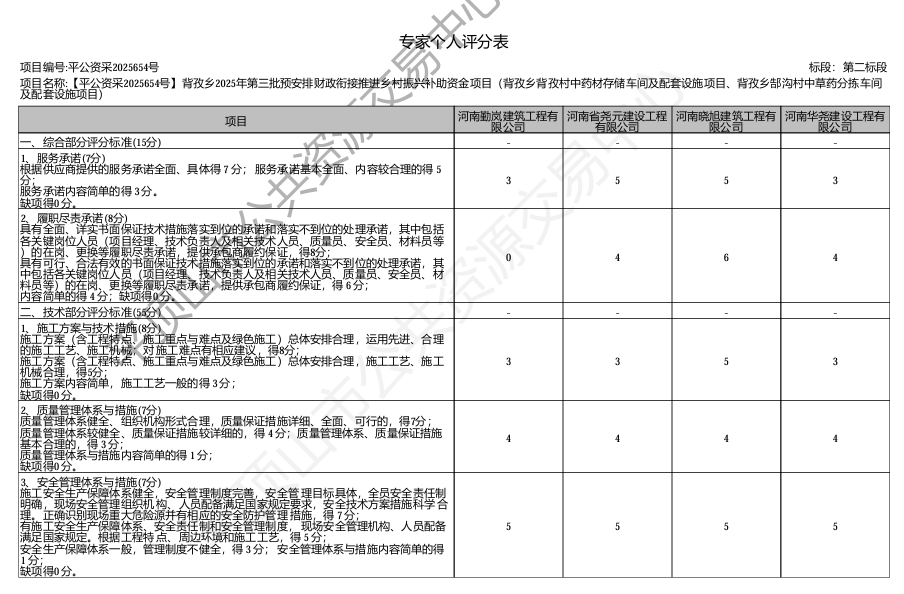 专家个人评分表
项目编号:平公资采2025654号 标段：第二标段
项目名称:【平公资采2025654号】背孜乡2025年第三批预安排财政衔接推进乡村振兴补助资金项目（背孜乡背孜村中药材存储车间及配套设施项目、背孜乡郜沟村中草药分拣车间
及配套设施项目）
项目 河南勤岚建筑工程有限公司 河南省尧元建设工程有限公司 河南晓旭建筑工程有限公司 河南华尧建设工程有限公司
一、综合部分评分标准(15分) - - - -
1、服务承诺(7分)
根据供应商提供的服务承诺全面、具体得 7 分； 服务承诺基本全面、内容较合理的得 5
分；
服务承诺内容简单的得 3 分。
缺项得0 分。
3 5 5 3
2、履职尽责承诺(8分)
具有全面、详实书面保证技术措施落实到位的承诺和落实不到位的处理承诺，其中包括
各关键岗位人员（项目经理、技术负责人及相关技术人员、质量员、安全员、材料员等
）的在岗、更换等履职尽责承诺，提供承包商履约保证，得8分；
具有可行、合法有效的书面保证技术措施落实到位的承诺和落实不到位的处理承诺，其
中包括各关键岗位人员（项目经理、技术负责人及相关技术人员、质量员、安全员、材
料员等）的在岗、更换等履职尽责承诺，提供承包商履约保证，得 6 分；
内容简单的得 4 分；缺项得0 分。
0 4 6 4
二、技术部分评分标准(55分) - - - -
1、施工方案与技术措施(8分)
施工方案（含工程特点、施工重点与难点及绿色施工）总体安排合理，运用先进、合理
的施工工艺、施工机械，对施工难点有相应建议，得8分；
施工方案（含工程特点、施工重点与难点及绿色施工）总体安排合理，施工工艺、施工
机械合理，得5分；
施工方案内容简单，施工工艺一般的得 3 分；
缺项得0 分。
3 3 5 3
2、质量管理体系与措施(7分)
质量管理体系健全、组织机构形式合理，质量保证措施详细、全面、可行的，得7分；
质量管理体系较健全、质量保证措施较详细的，得 4 分；质量管理体系、质量保证措施
基本合理的，得 3 分；
质量管理体系与措施内容简单的得 1 分；
缺项得0 分。
4 4 4 4
3、安全管理体系与措施(7分)
施工安全生产保障体系健全，安全管理制度完善，安全管理目标具体，全员安全责任制
明确，现场安全管理组织机构、人员配备满足国家规定要求，安全技术方案措施科学合
理。正确识别现场重大危险源并有相应的安全防护管理措施，得 7 分；
有施工安全生产保障体系、安全责任制和安全管理制度，现场安全管理机构、人员配备
满足国家规定。根据工程特点、周边环境和施工工艺，得 5 分；
安全生产保障体系一般，管理制度不健全，得 3 分； 安全管理体系与措施内容简单的得
1 分；
缺项得0 分。
5 5 5 5
平顶山市公共资源交易中心
平顶山市公共资源交易中心